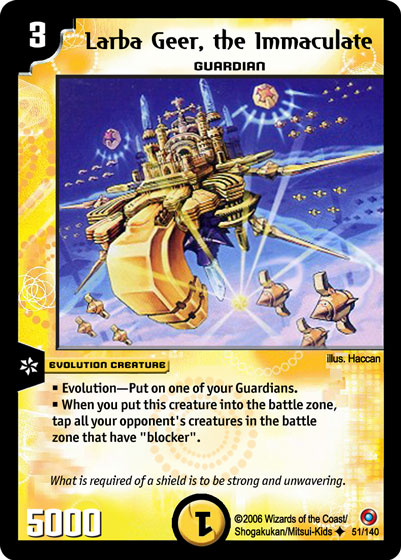 3
Larba Geer, the Immaculate
GUARDIAN
illus. Haccan
EVOLUTION CREATURE
▪ Evolution—Put on one of your Guardians.
▪ When you put this creature into the battle zone,
tap all your opponent's creatures in the battle
zone that have "blocker".
What is required of a shield is to be strong and unwavering.
5000
1
©2006 Wizards of the Coast/
Shogakukan/Mitsui-Kids ✦ 51/140